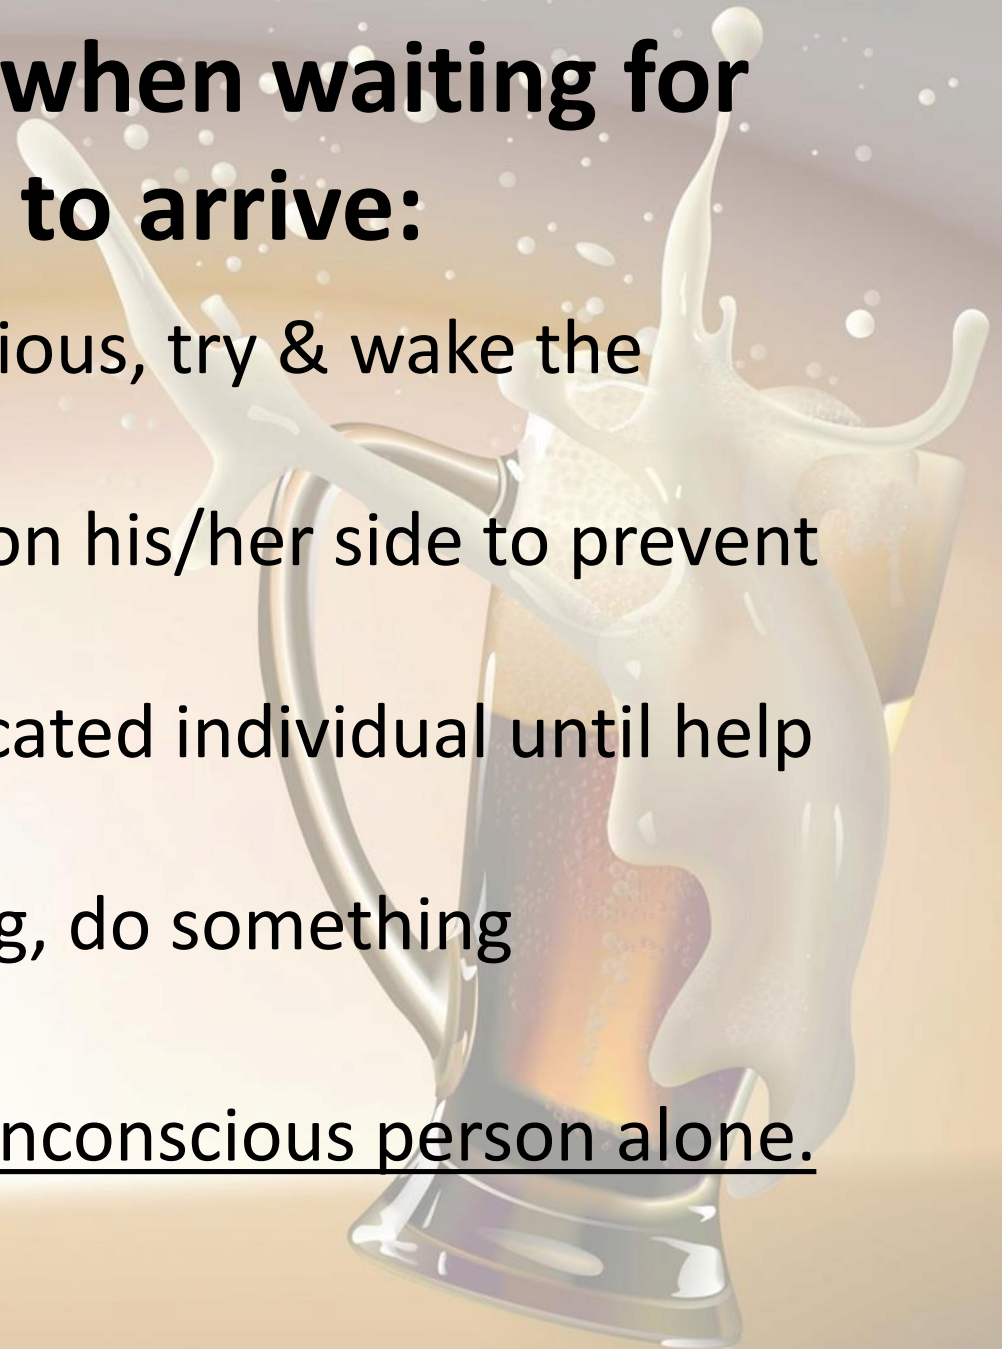 when waiting for
to arrive:
ious, try & wake the
on his/her side to prevent
cated individual until help
g, do something
nconscious person alone.